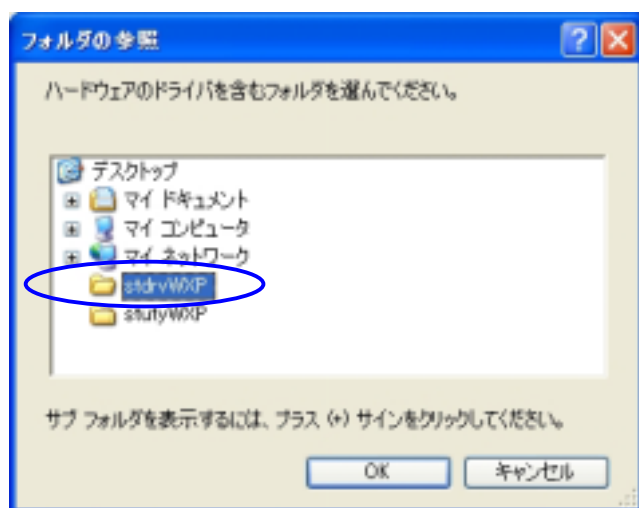 フォルダの参照
ハードウェアのドライバを含むフォルダを選んでください。
デスクトップ
マイ ドキュメント
マイ コンピュータ
マイ ネットワーク
stdrvWXP
stutyWXP
サブ フォルダを表示するには、プラス (+) サインをクリックしてください。
OK
キャンセル